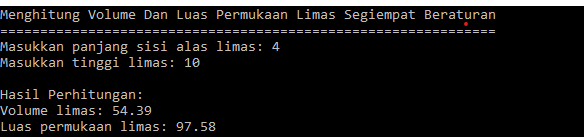 Menghitung Volume Dan Luas Permukaan Limas Segiempat Beraturan
==============================================================
Masukkan panjang sisi alas limas: 4
Masukkan tinggi limas: 10
Hasil Perhitungan:
Volume limas: 54.39
Luas permukaan limas: 97.58